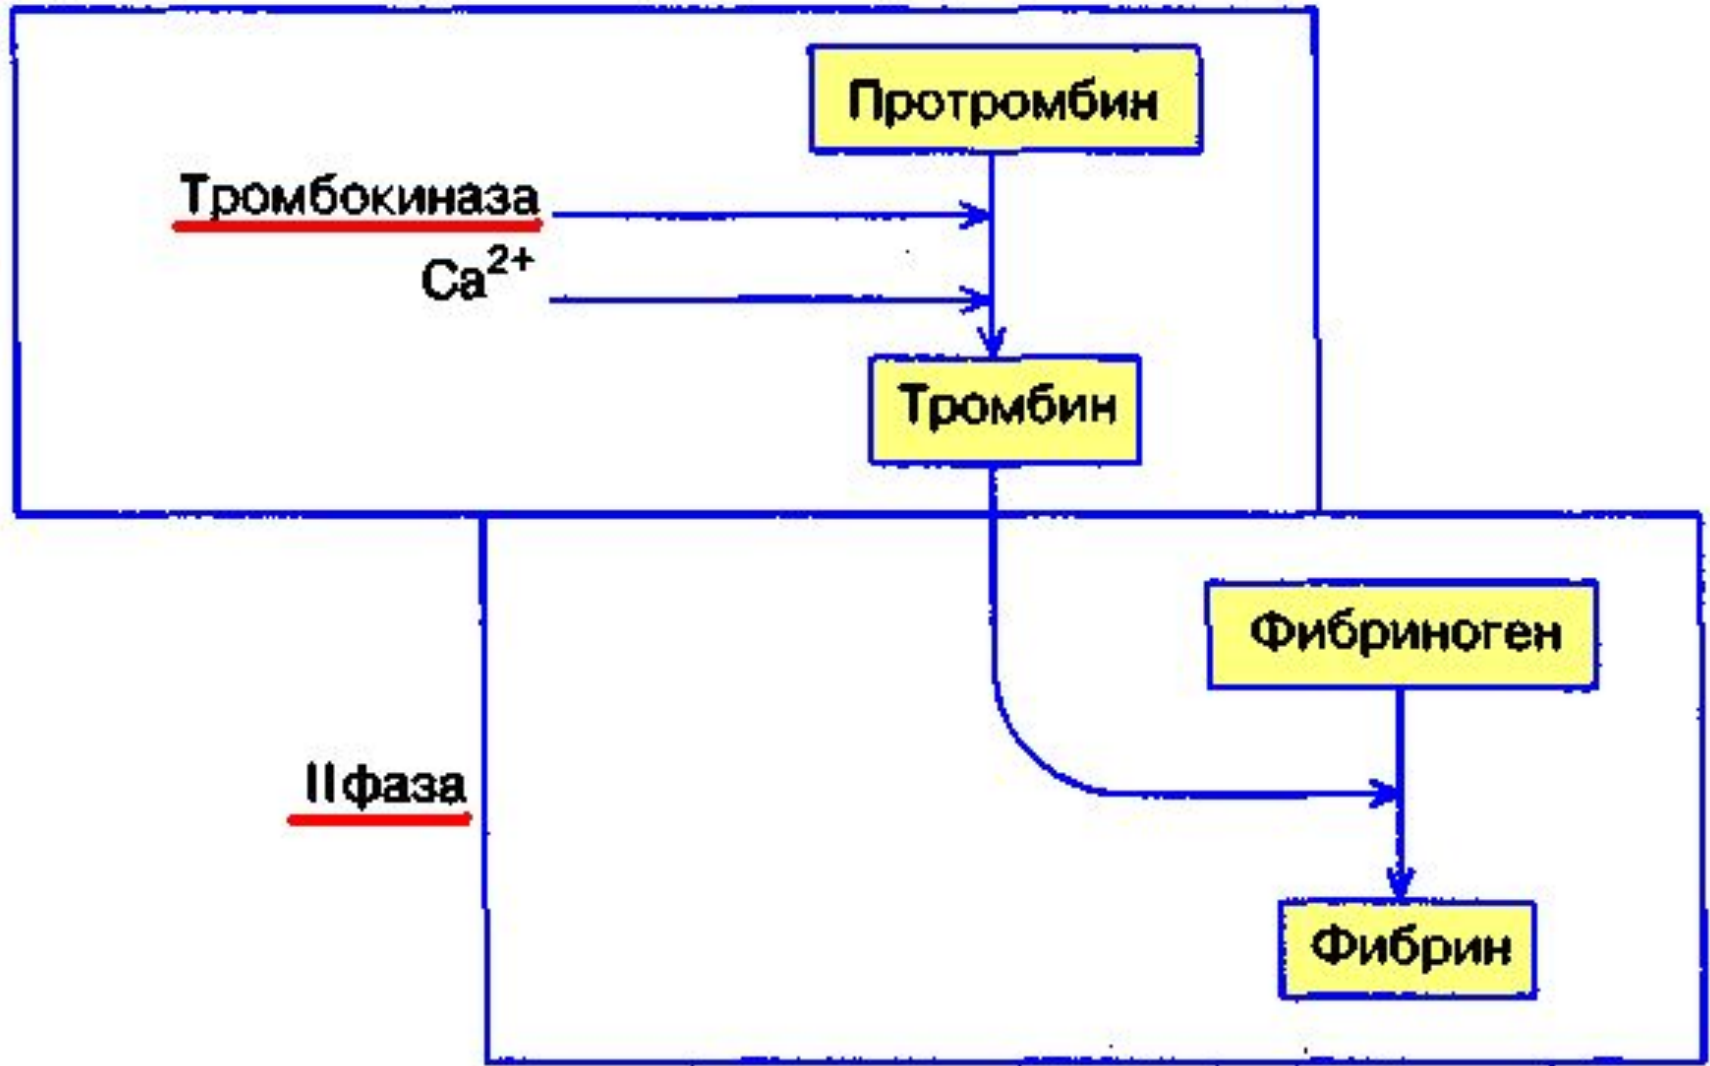 Протромбин
Тромбокиназа
Ca²⁺
Тромбин
Фибриноген
II фаза
Фибрин